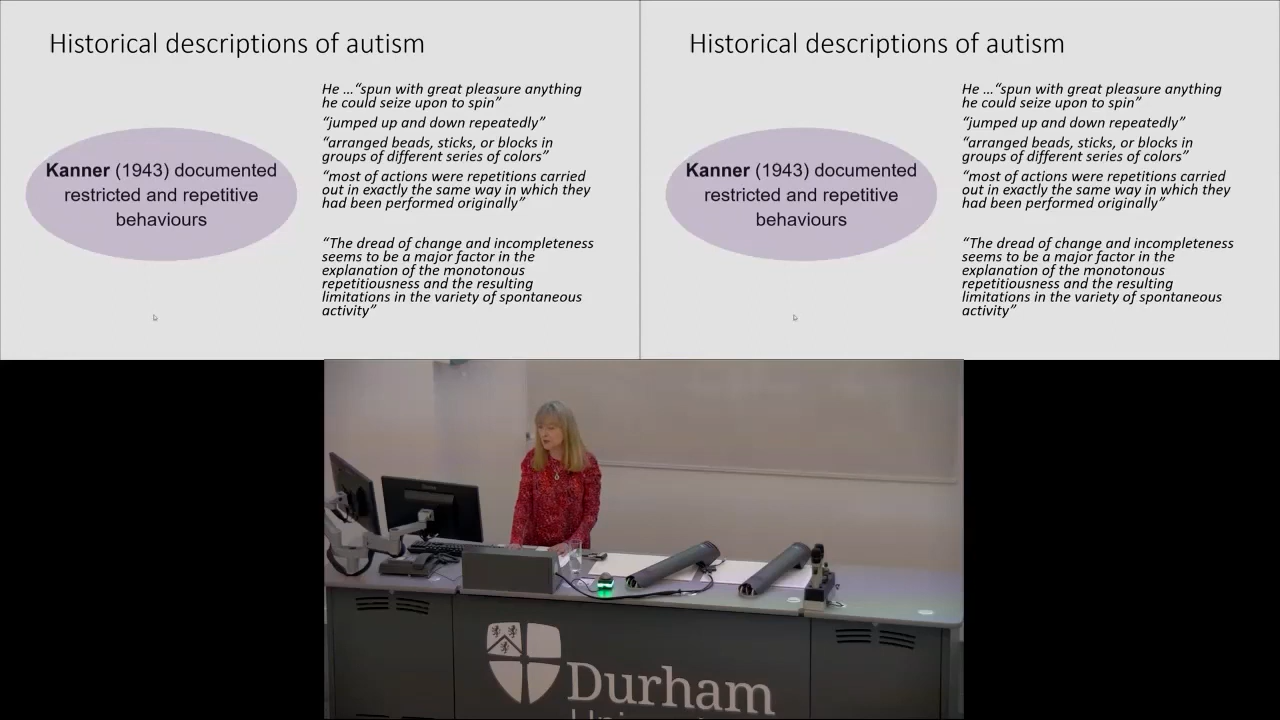 Historical descriptions of autism
Kanner (1943) documented
restricted and repetitive
behaviours
He ...“spun with great pleasure anything
he could seize upon to spin”
“jumped up and down repeatedly”
“arranged beads, sticks, or blocks in
groups of different series of colors”
“most of actions were repetitions carried
out in exactly the same way in which they
had been performed originally”
“The dread of change and incompleteness
seems to be a major factor in the
explanation of the monotonous
repetitiousness and the resulting
limitations in the variety of spontaneous
activity”
Historical descriptions of autism
Kanner (1943) documented
restricted and repetitive
behaviours
He ...“spun with great pleasure anything
he could seize upon to spin”
“jumped up and down repeatedly”
“arranged beads, sticks, or blocks in
groups of different series of colors”
“most of actions were repetitions carried
out in exactly the same way in which they
had been performed originally”
“The dread of change and incompleteness
seems to be a major factor in the
explanation of the monotonous
repetitiousness and the resulting
limitations in the variety of spontaneous
activity”
Durham